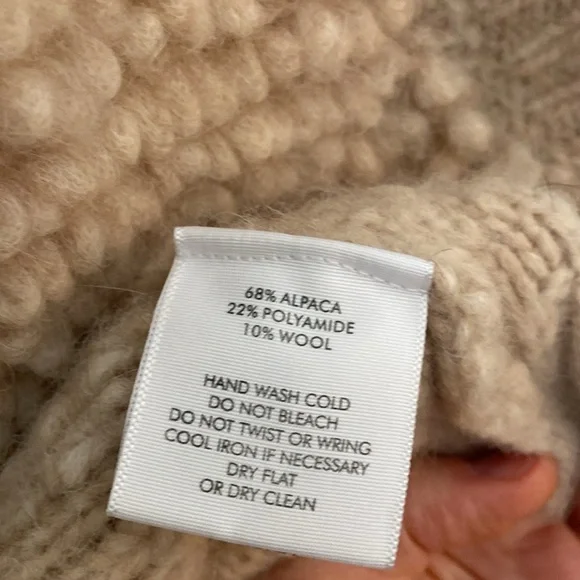 68% ALPACA
22% POLYAMIDE
10% WOOL
HAND WASH COLD
DO NOT BLEACH
DO NOT TWIST OR WRING
COOL IRON IF NECESSARY
DRY FLAT
OR DRY CLEAN